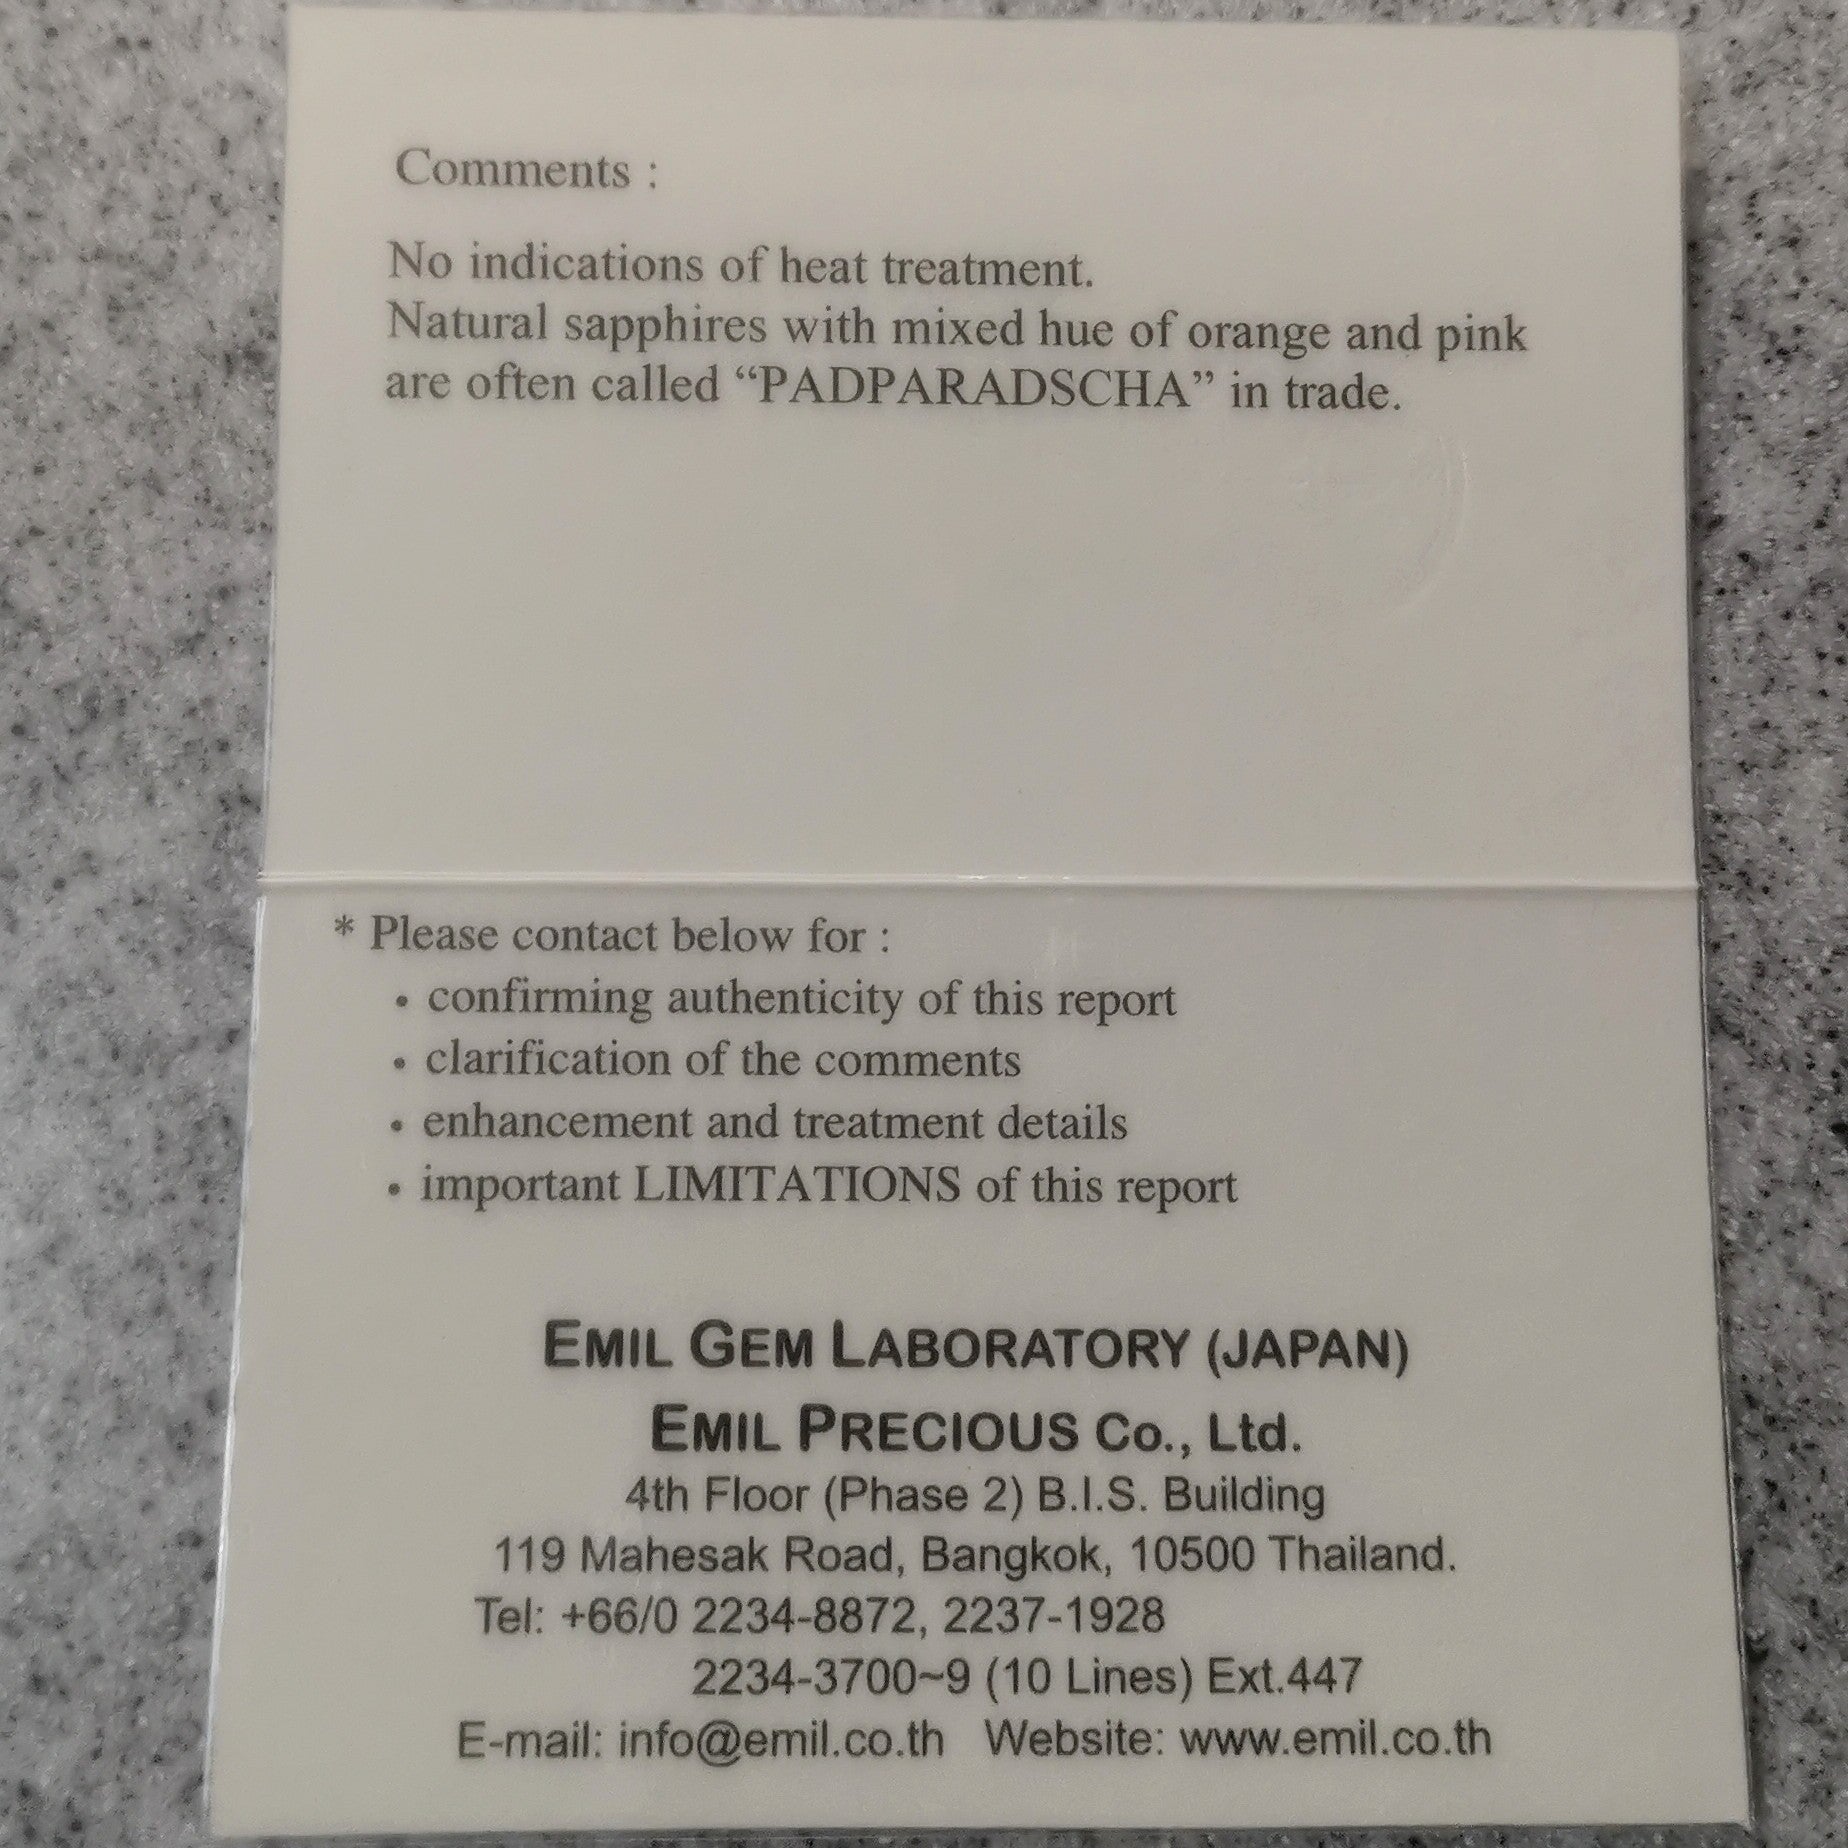 Comments :
No indications of heat treatment.
Natural sapphires with mixed hue of orange and pink
are often called “PADPARADSCHA” in trade.
* Please contact below for :
• confirming authenticity of this report
• clarification of the comments
• enhancement and treatment details
• important LIMITATIONS of this report
EMIL GEM LABORATORY (JAPAN)
EMIL PRECIOUS Co., Ltd.
4th Floor (Phase 2) B.I.S. Building
119 Mahesak Road, Bangkok, 10500 Thailand.
Tel: +66/0 2234-8872, 2237-1928
2234-3700~9 (10 Lines) Ext.447
E-mail: info@emil.co.th Website: www.emil.co.th